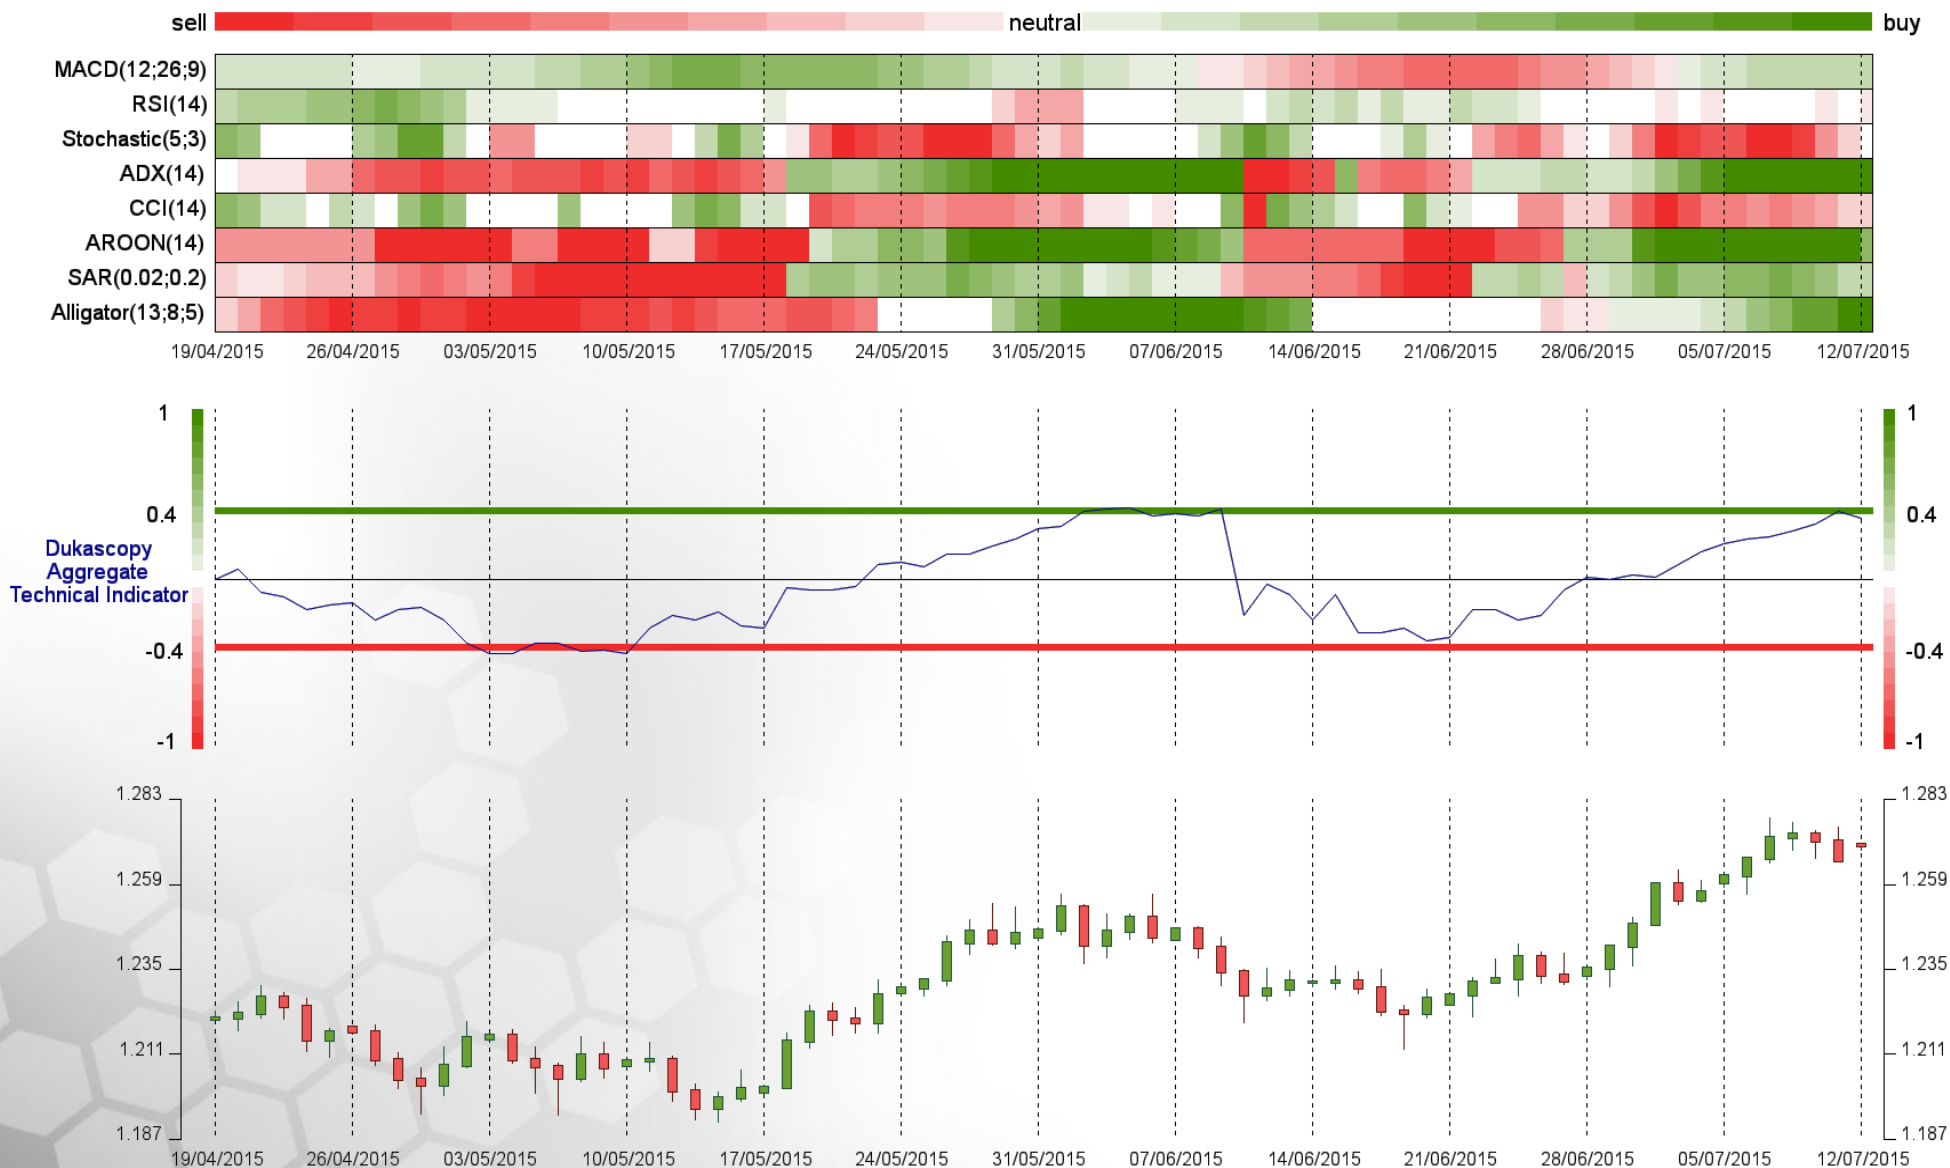 sell neutral buy
MACD(12;26;9)
RSI(14)
Stochastic(5;3)
ADX(14)
CCI(14)
AROON(14)
SAR(0.02;0.2)
Alligator(13;8;5)
19/04/2015 26/04/2015 03/05/2015 10/05/2015 17/05/2015 24/05/2015 31/05/2015 07/06/2015 14/06/2015 21/06/2015 28/06/2015 05/07/2015 12/07/2015
1 1
0.4 0.4
Dukascopy
Aggregate
Technical Indicator
-0.4 -0.4
-1 -1
1.283 1.283
1.259 1.259
1.235 1.235
1.211 1.211
1.187 1.187
19/04/2015 26/04/2015 03/05/2015 10/05/2015 17/05/2015 24/05/2015 31/05/2015 07/06/2015 14/06/2015 21/06/2015 28/06/2015 05/07/2015 12/07/2015